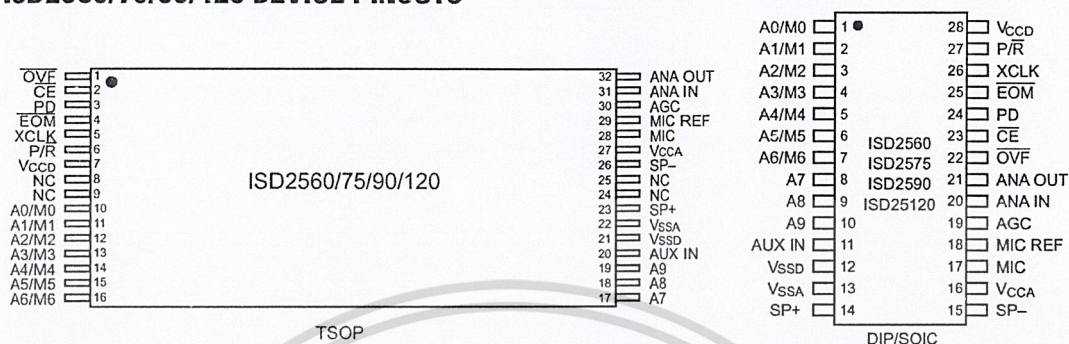 ISD2560/75/90/120 DEVICE PINOUTS
OVF 1
CE 2
PD 3
EOM 4
XCLK 5
P/R 6
VCCD 7
NC 8
NC 9
A0/M0 10
A1/M1 11
A2/M2 12
A3/M3 13
A4/M4 14
A5/M5 15
A6/M6 16
ISD2560/75/90/120
32 ANA OUT
31 ANA IN
30 AGC
29 MIC REF
28 MIC
27 VCCA
26 SP–
25 NC
24 NC
23 SP+
22 VSSA
21 VSSD
20 AUX IN
19 A9
18 A8
17 A7
TSOP
A0/M0 1
A1/M1 2
A2/M2 3
A3/M3 4
A4/M4 5
A5/M5 6
A6/M6 7
A7 8
A8 9
A9 10
AUX IN 11
VSSD 12
VSSA 13
SP+ 14
ISD2560
ISD2575
ISD2590
ISD25120
28 VCCD
27 P/R
26 XCLK
25 EOM
24 PD
23 CE
22 OVF
21 ANA OUT
20 ANA IN
19 AGC
18 MIC REF
17 MIC
16 VCCA
15 SP–
DIP/SOIC